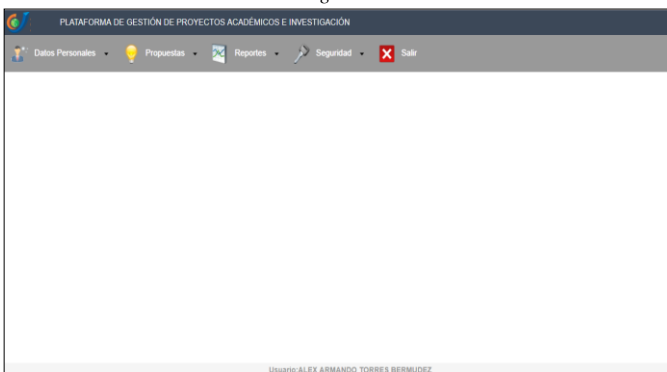 PLATAFORMA DE GESTIÓN DE PROYECTOS ACADÉMICOS E INVESTIGACIÓN
Datos Personales Propuestas Reportes Seguridad Salir
Usuario:ALEX ARMANDO TORRES BERMUDEZ